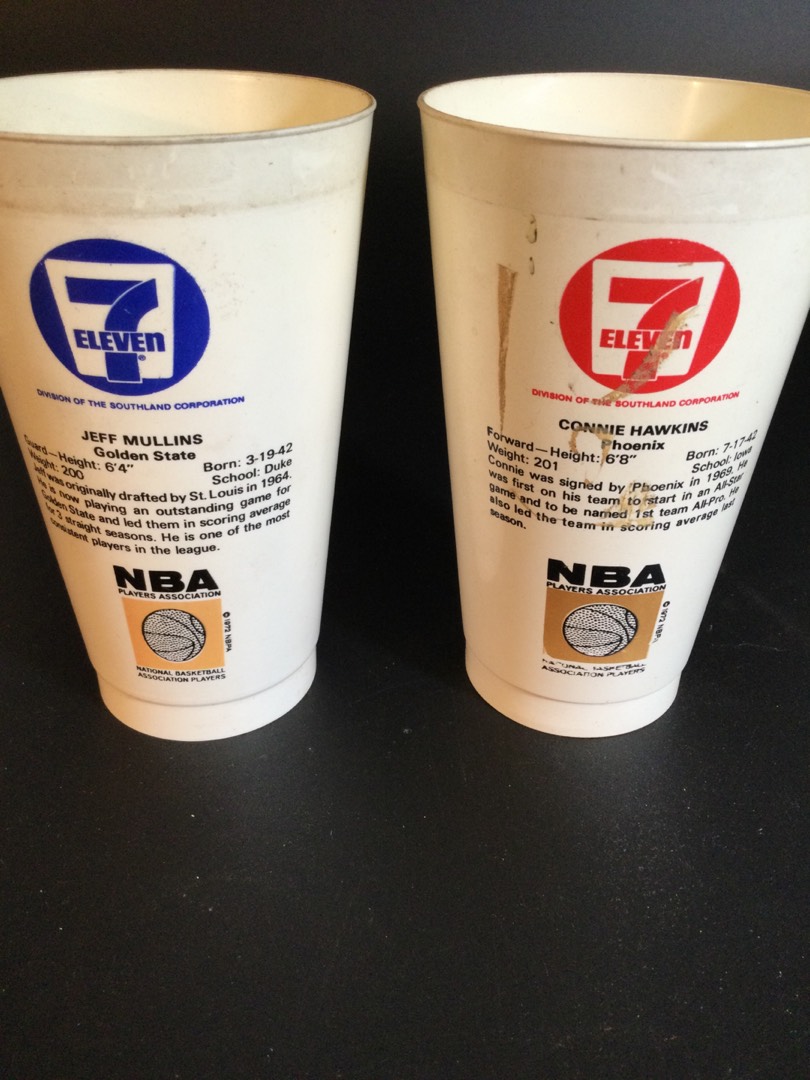 7
ELEVEN
®
DIVISION OF THE SOUTHLAND CORPORATION
JEFF MULLINS
Golden State
Guard—Height: 6'4" Born: 3-19-42
Weight: 200 School: Duke
Jeff was originally drafted by St. Louis in 1964.
He is now playing an outstanding game for
Golden State and led them in scoring average
for 3 straight seasons. He is one of the most
consistent players in the league.
NBA
PLAYERS ASSOCIATION
© 1972 NBPA
NATIONAL BASKETBALL
ASSOCIATION PLAYERS
7
ELEVEN
DIVISION OF THE SOUTHLAND CORPORATION
CONNIE HAWKINS
Phoenix
Forward—Height: 6'8" Born: 7-17-42
Weight: 201 School: Iowa
Connie was signed by Phoenix in 1969. He
was first on his team to start in an All-Star
game and to be named 1st team All-Pro. He
also led the team in scoring average last
season.
NBA
PLAYERS ASSOCIATION
© 1972
NATIONAL BASKETBALL
ASSOCIATION PLAYERS